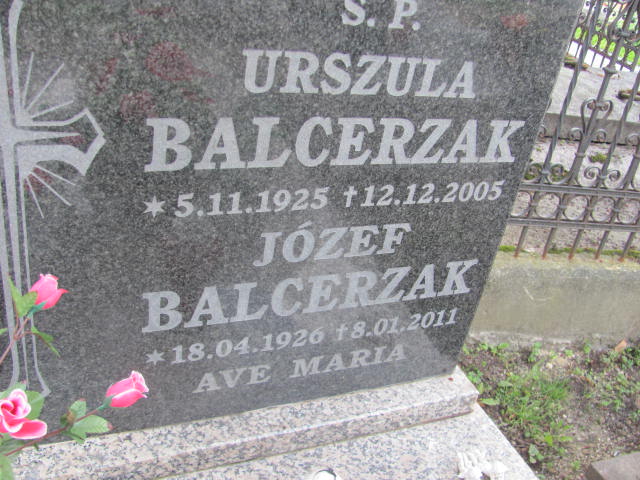 Ś. P.
URSZULA
BALCERZAK
★ 5.11.1925 † 12.12.2005
JÓZEF
BALCERZAK
★ 18.04.1926 † 8.01.2011
AVE MARIA